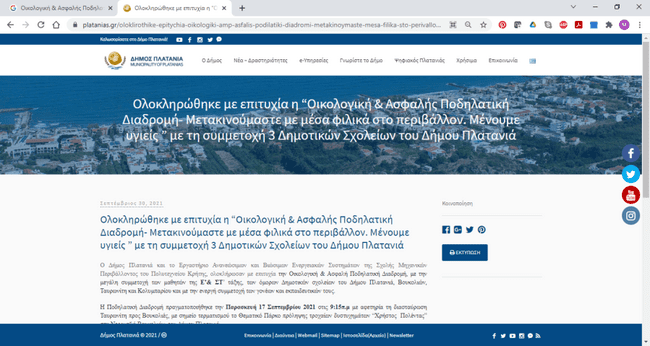 Οικολογική & Ασφαλής Ποδηλα
Ολοκληρώθηκε με επιτυχία η "Ο
platanias.gr/oloklirothike-epitychia-oikologiki-amp-asfalis-podilatiki-diadromi-metakinoymaste-mesa-filika-sto-perivallo...
Καλωσορίσατε στο Δήμο Πλατανιά!
ΔΗΜΟΣ ΠΛΑΤΑΝΙΑ
MUNICIPALITY OF PLATANIAS
Ο Δήμος Νέα - Δραστηριότητες e-Υπηρεσίες Γνωρίστε το Δήμο Ψηφιακός Πλατανιάς Χρήσιμα Επικοινωνία
Ολοκληρώθηκε με επιτυχία η “Οικολογική & Ασφαλής Ποδηλατική
Διαδρομή- Μετακινούμαστε με μέσα φιλικά στο περιβάλλον. Μένουμε
υγιείς ” με τη συμμετοχή 3 Δημοτικών Σχολείων του Δήμου Πλατανιά
Σεπτεμβρίου 30, 2021
Κοινοποίηση
Ολοκληρώθηκε με επιτυχία η “Οικολογική & Ασφαλής Ποδηλατική
Διαδρομή- Μετακινούμαστε με μέσα φιλικά στο περιβάλλον. Μένουμε
υγιείς ” με τη συμμετοχή 3 Δημοτικών Σχολείων του Δήμου Πλατανιά
ΕΚΤΥΠΩΣΗ
Ο Δήμος Πλατανιά και το Εργαστήριο Ανανεώσιμων και Βιώσιμων Ενεργειακών Συστημάτων της Σχολής Μηχανικών
Περιβάλλοντος του Πολυτεχνείου Κρήτης, ολοκλήρωσαν με επιτυχία την Οικολογική & Ασφαλή Ποδηλατική Διαδρομή, με την
μεγάλη συμμετοχή των μαθητών της Ε'& ΣΤ' τάξης, των όμορων Δημοτικών σχολείων του Δήμου Πλατανιά, Βουκολιών,
Ταυρωνίτη και Κολυμπαρίου και με την ενεργή συμμετοχή των γονέων και εκπαιδευτικών τους.
Η Ποδηλατική Διαδρομή πραγματοποιήθηκε την Παρασκευή 17 Σεπτεμβρίου 2021 στις 9:15π.μ με αφετηρία τη διασταύρωση
Ταυρωνίτη προς Βουκολιές, με σημείο τερματισμού το Θεματικό Πάρκο πρόληψης τροχαίων δυστυχημάτων “Χρήστος Πολέντας”
Δήμος Πλατανιά © 2021 /
Επικοινωνία | Διαύγεια | Webmail | Sitemap | Ιστοσελίδα(Αρχείο) | Newsletter